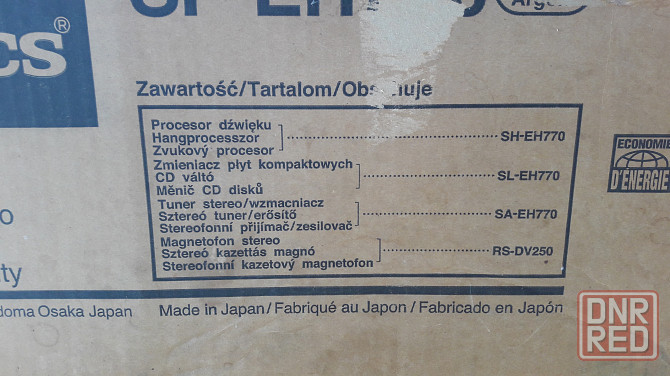 CS®
Zawartość/Tartalom/
Procesor dźwięku
Hangprocesszor
Zvukový procesor
SH-EH770
Zmieniacz płyt kompaktowych
CD váltó
Měnič CD disků
SL-EH770
Tuner stereo/wzmacniacz
Sztereó tuner/erősítő
Stereofonní přijímač/zesilovač
SA-EH770
Magnetofon stereo
Sztereó kazettás magnó
Stereofonní kazetový magnetofon
RS-DV250
ECONOMIE
D'ÉNERGIE
doma Osaka Japan
Made in Japan/Fabriqué au Japon/Fabricado en Japón
DNR
RED